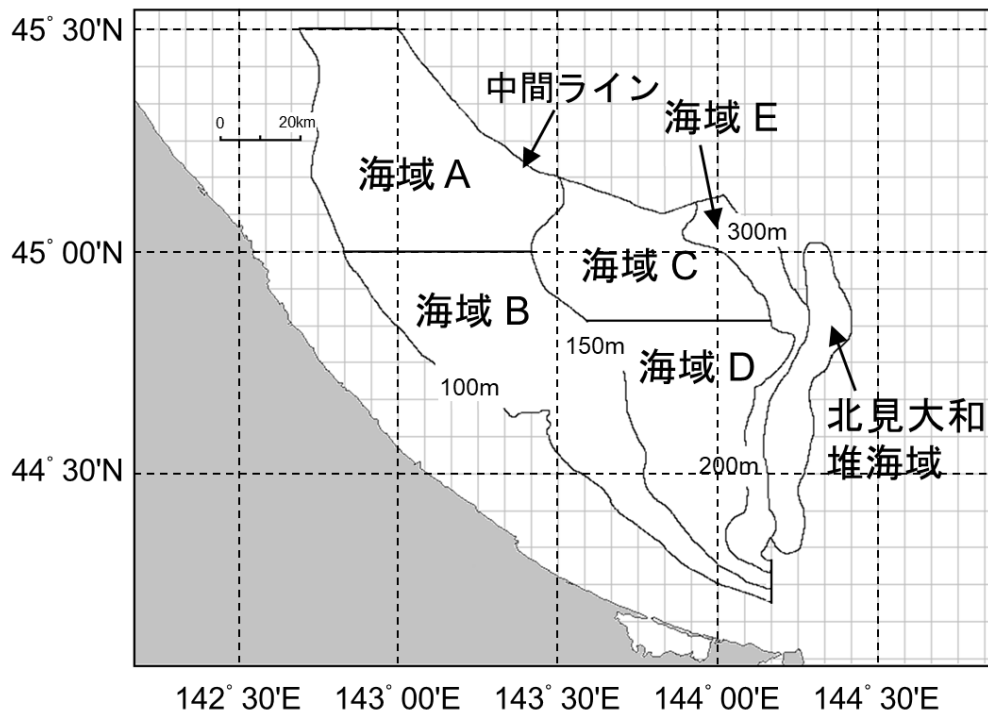 45° 30'N
中間ライン
海域 E
0 20km
海域 A
300m
45° 00'N
海域 C
海域 B
150m
海域 D
100m
北見大和
堆海域
44° 30'N
200m
142° 30'E 143° 00'E 143° 30'E 144° 00'E 144° 30'E